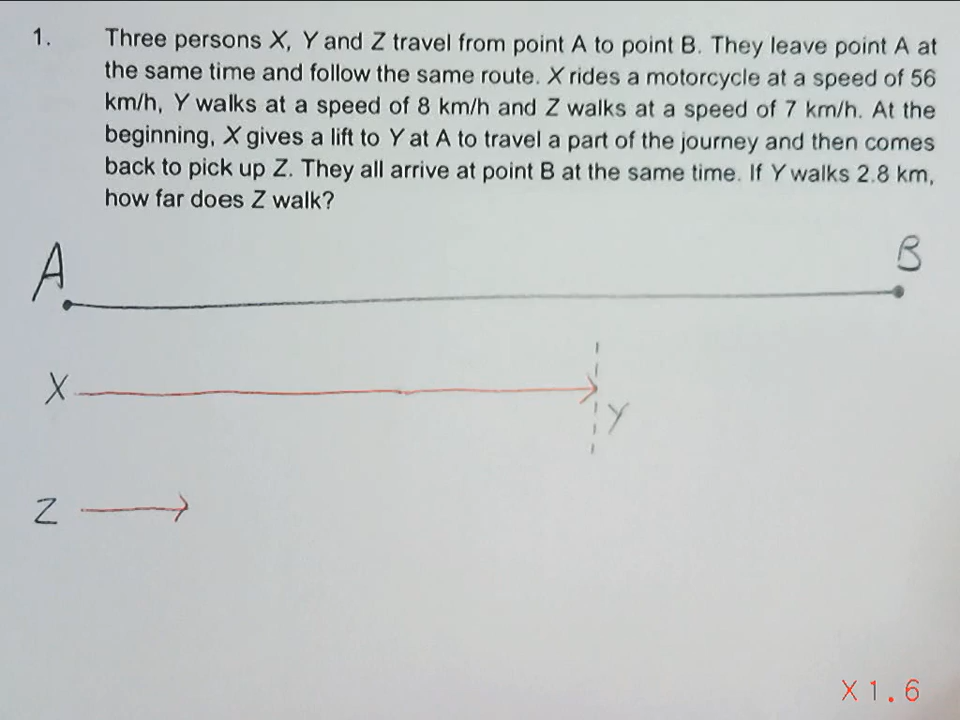 1. Three persons X, Y and Z travel from point A to point B. They leave point A at
the same time and follow the same route. X rides a motorcycle at a speed of 56
km/h, Y walks at a speed of 8 km/h and Z walks at a speed of 7 km/h. At the
beginning, X gives a lift to Y at A to travel a part of the journey and then comes
back to pick up Z. They all arrive at point B at the same time. If Y walks 2.8 km,
how far does Z walk?
A B
X
Y
Z
X1.6